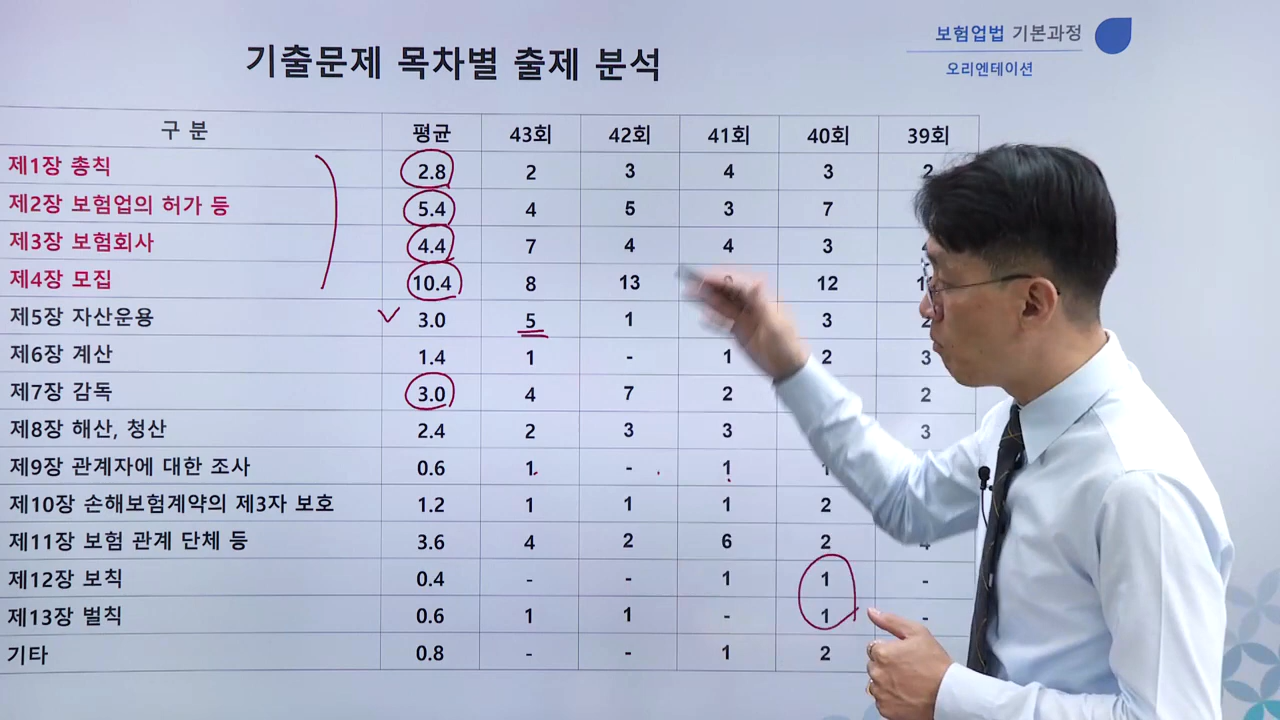 보험업법 기본과정
오리엔테이션
기출문제 목차별 출제 분석
구 분 평균 43회 42회 41회 40회 39회
제1장 총칙 2.8 2 3 4 3 2
제2장 보험업의 허가 등 5.4 4 5 3 7
제3장 보험회사 4.4 7 4 4 3
제4장 모집 10.4 8 13 12
제5장 자산운용 3.0 5 1 3 2
제6장 계산 1.4 1 - 1 2 3
제7장 감독 3.0 4 7 2 2
제8장 해산, 청산 2.4 2 3 3 3
제9장 관계자에 대한 조사 0.6 1 - 1
제10장 손해보험계약의 제3자 보호 1.2 1 1 1 2
제11장 보험 관계 단체 등 3.6 4 2 6 2 4
제12장 보칙 0.4 - - 1 1 -
제13장 벌칙 0.6 1 1 - 1 -
기타 0.8 - - 1 2